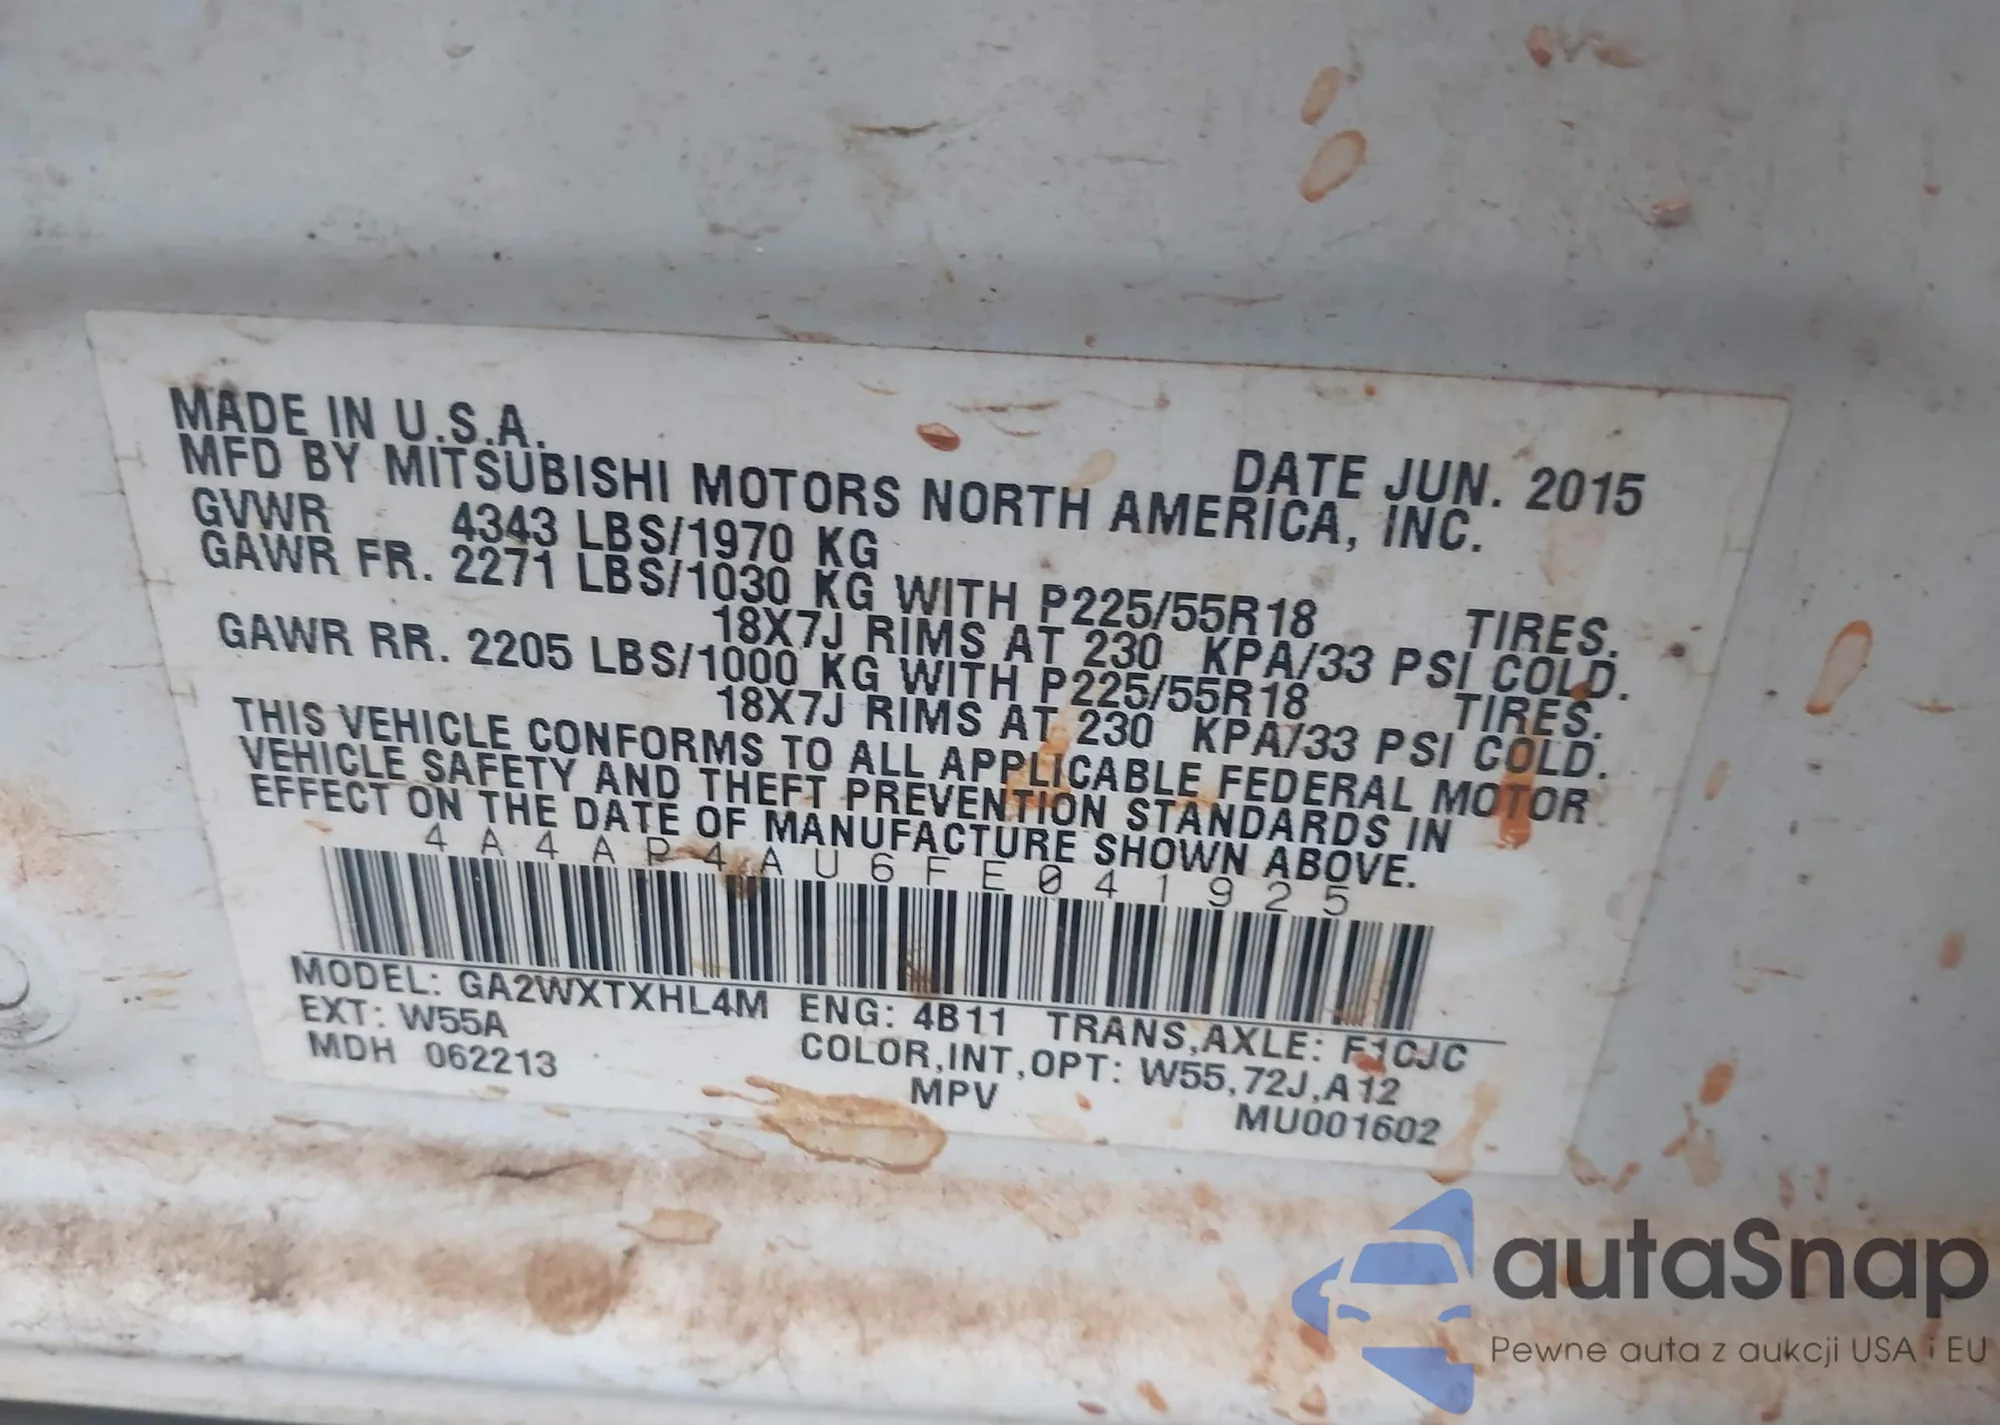 MADE IN U.S.A.
DATE JUN. 2015
MFD BY MITSUBISHI MOTORS NORTH AMERICA, INC.
GVWR 4343 LBS/1970 KG
GAWR FR. 2271 LBS/1030 KG WITH P225/55R18 TIRES.
18X7J RIMS AT 230 KPA/33 PSI COLD.
GAWR RR. 2205 LBS/1000 KG WITH P225/55R18 TIRES.
18X7J RIMS AT 230 KPA/33 PSI COLD.
THIS VEHICLE CONFORMS TO ALL APPLICABLE FEDERAL MOTOR
VEHICLE SAFETY AND THEFT PREVENTION STANDARDS IN
EFFECT ON THE DATE OF MANUFACTURE SHOWN ABOVE.
4A4AP4AU6FE041925
MODEL: GA2WXTXHL4M ENG: 4B11 TRANS,AXLE: F1CJC
EXT: W55A COLOR,INT,OPT: W55,72J,A12
MDH 062213 MPV MU001602
autaSnap
Pewne auta z aukcji USA i EU